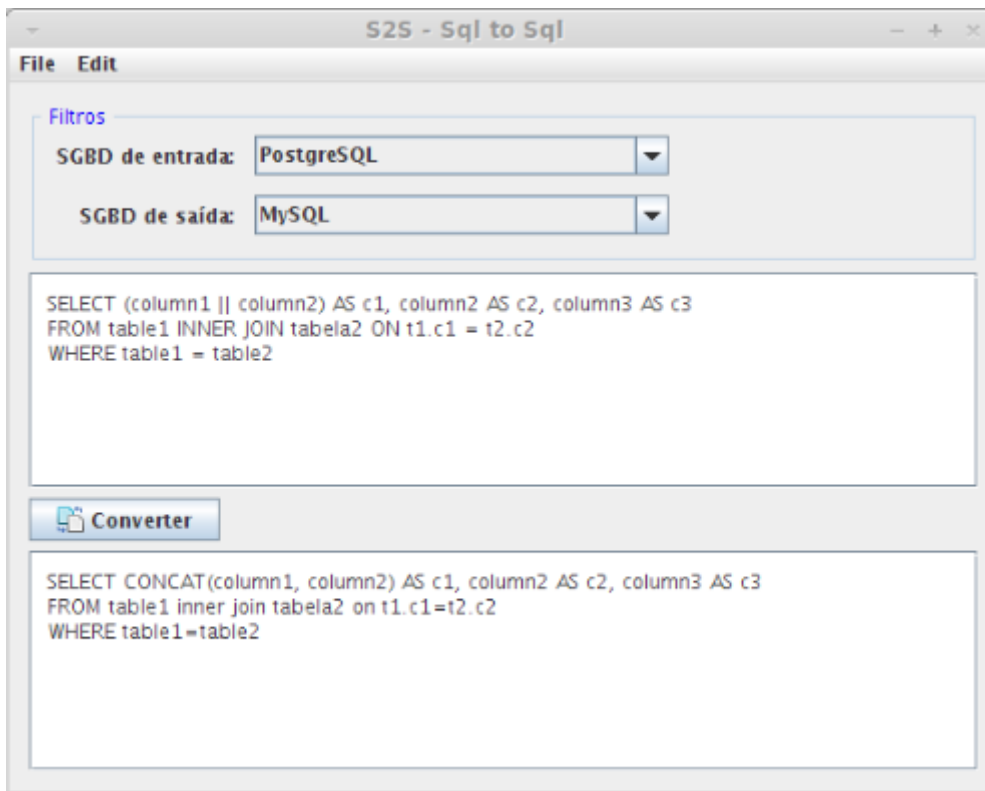 S2S - Sql to Sql
File Edit
Filtros
SGBD de entrada: PostgreSQL
SGBD de saída: MySQL
SELECT (column1 || column2) AS c1, column2 AS c2, column3 AS c3
FROM table1 INNER JOIN tabela2 ON t1.c1 = t2.c2
WHERE table1 = table2
Converter
SELECT CONCAT(column1, column2) AS c1, column2 AS c2, column3 AS c3
FROM table1 inner join tabela2 on t1.c1=t2.c2
WHERE table1=table2